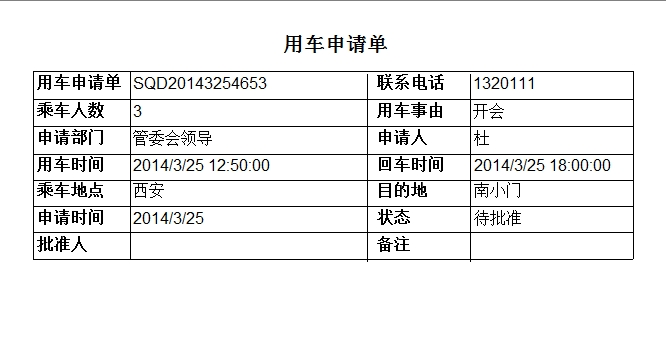 用车申请单
用车申请单 SQD20143254653 联系电话 1320111
乘车人数 3 用车事由 开会
申请部门 管委会领导 申请人 杜
用车时间 2014/3/25 12:50:00 回车时间 2014/3/25 18:00:00
乘车地点 西安 目的地 南小门
申请时间 2014/3/25 状态 待批准
批准人 备注